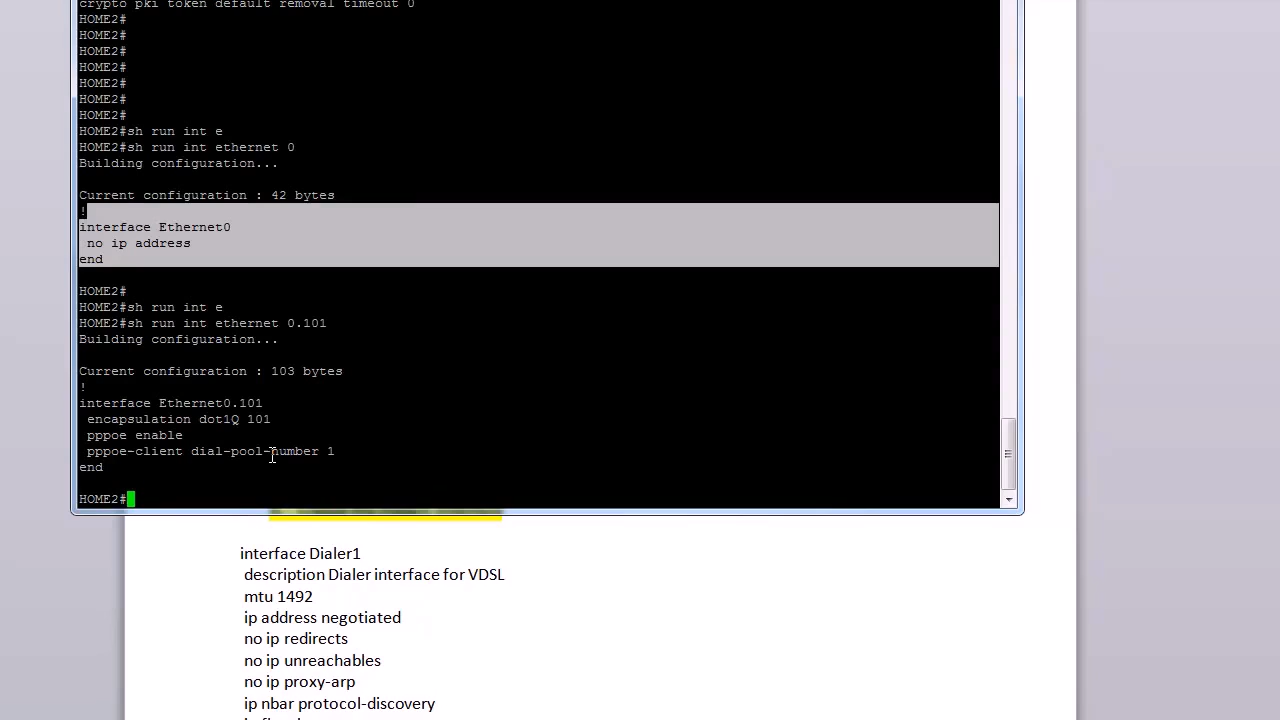 crypto pki token default removal timeout 0
HOME2#
HOME2#
HOME2#
HOME2#
HOME2#
HOME2#
HOME2#
HOME2#sh run int e
HOME2#sh run int ethernet 0
Building configuration...
Current configuration : 42 bytes
!
interface Ethernet0
no ip address
end
HOME2#
HOME2#sh run int e
HOME2#sh run int ethernet 0.101
Building configuration...
Current configuration : 103 bytes
!
interface Ethernet0.101
encapsulation dot1Q 101
pppoe enable
pppoe-client dial-pool-number 1
end
HOME2#
interface Dialer1
description Dialer interface for VDSL
mtu 1492
ip address negotiated
no ip redirects
no ip unreachables
no ip proxy-arp
ip nbar protocol-discovery